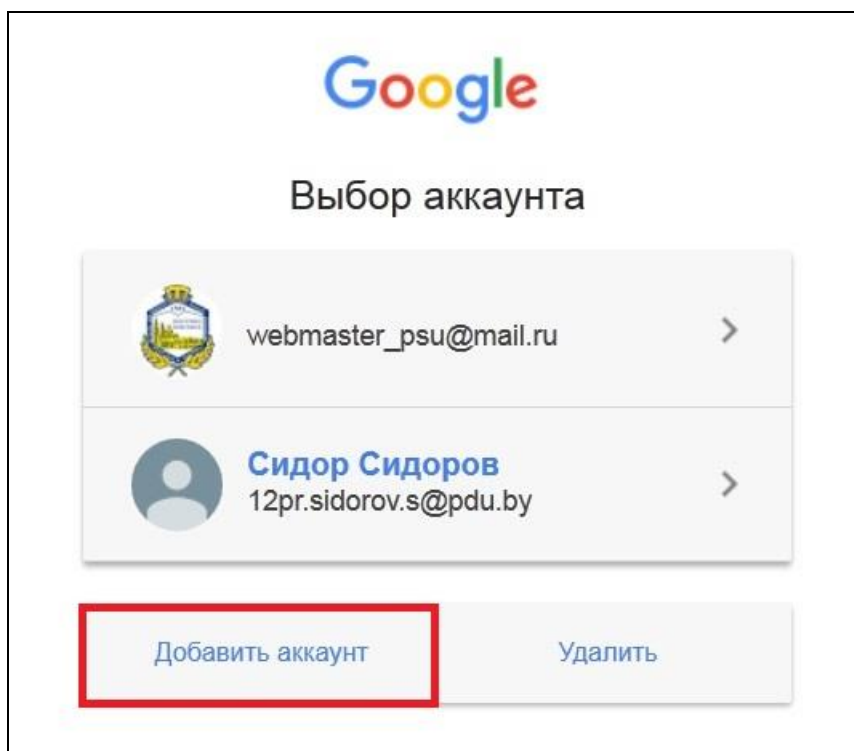 Google
Выбор аккаунта
webmaster_psu@mail.ru
Сидор Сидоров
12pr.sidorov.s@pdu.by
Добавить аккаунт
Удалить